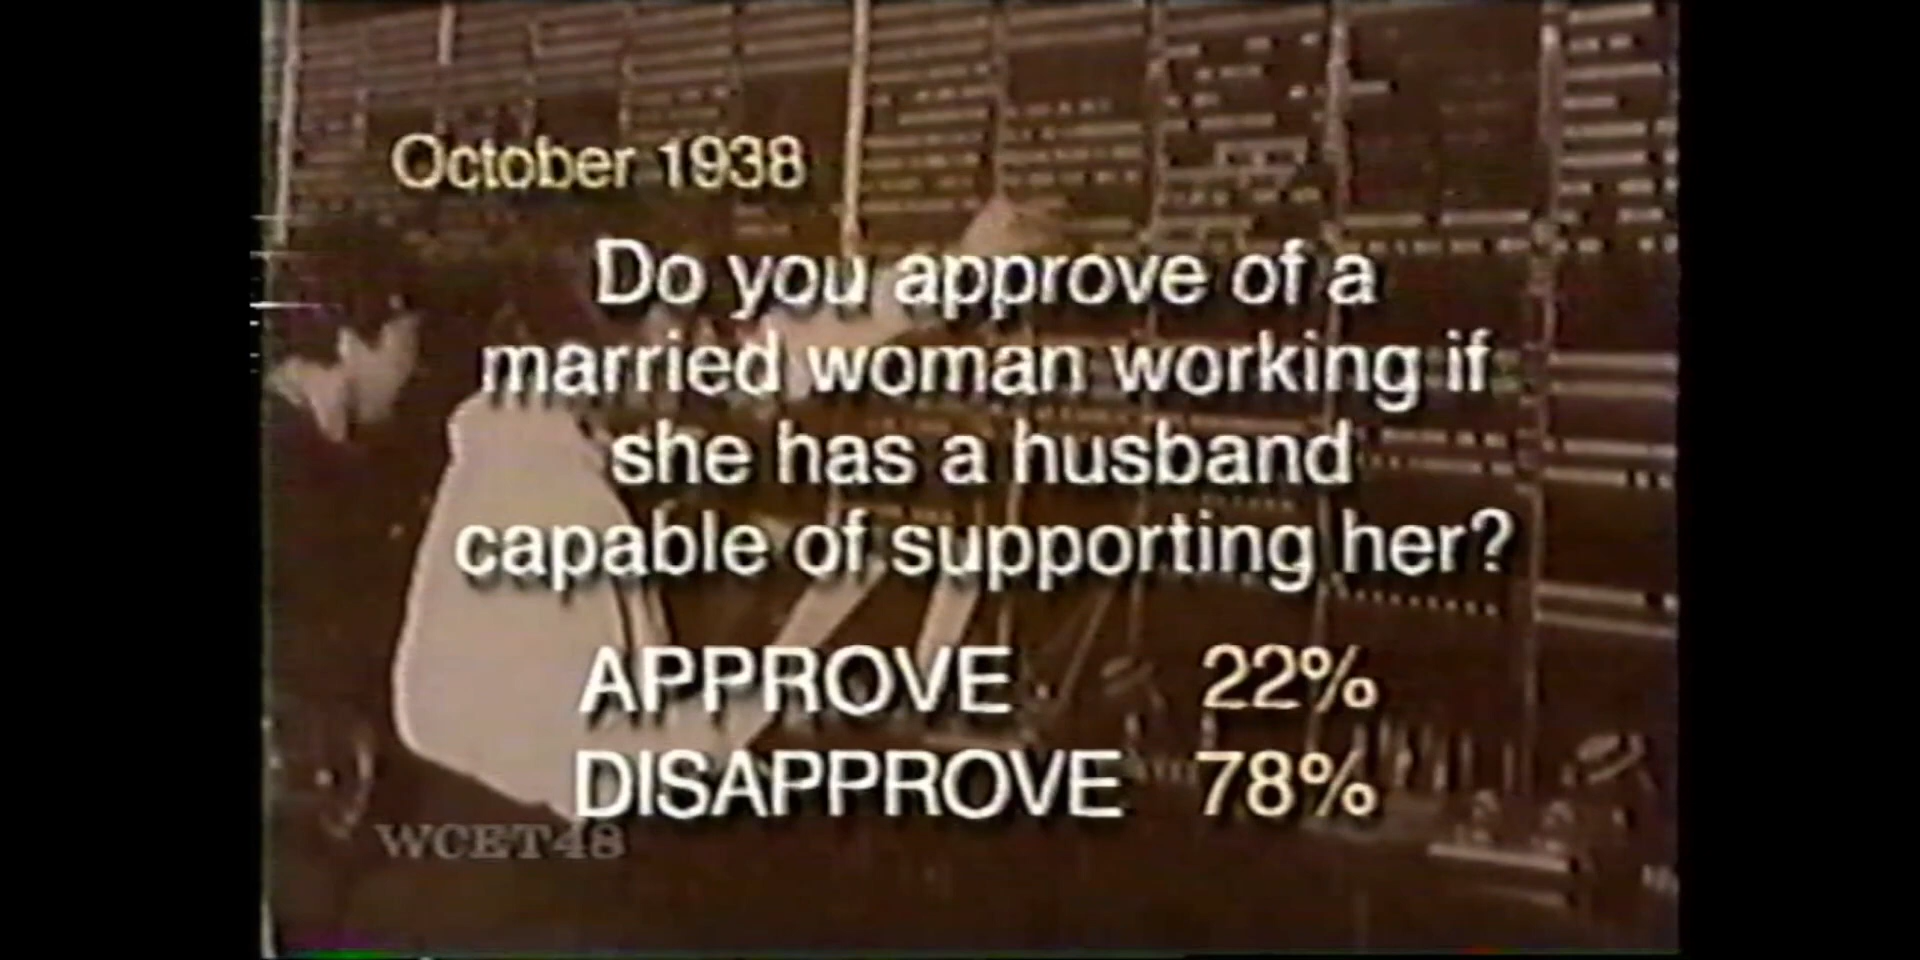 October 1938
Do you approve of a
married woman working if
she has a husband
capable of supporting her?
APPROVE 22%
DISAPPROVE 78%
WCET48